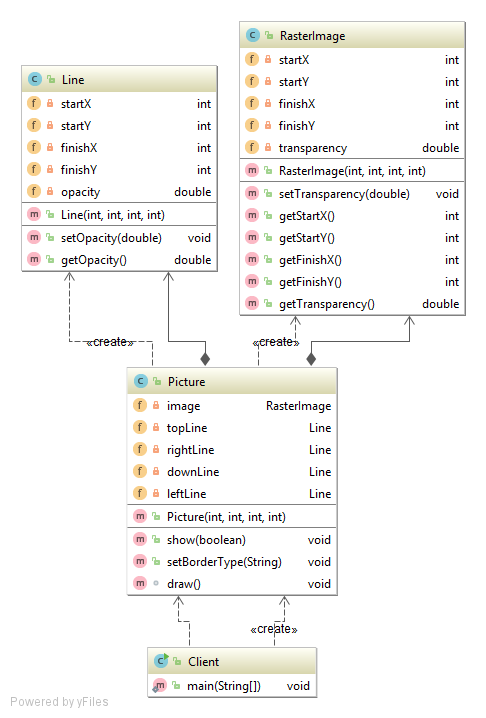 RasterImage
startX int
startY int
finishX int
finishY int
transparency double
RasterImage(int, int, int, int)
setTransparency(double) void
getStartX() int
getStartY() int
getFinishX() int
getFinishY() int
getTransparency() double
Line
startX int
startY int
finishX int
finishY int
opacity double
Line(int, int, int, int)
setOpacity(double) void
getOpacity() double
«create»
«create»
Picture
image RasterImage
topLine Line
rightLine Line
downLine Line
leftLine Line
Picture(int, int, int, int)
show(boolean) void
setBorderType(String) void
draw() void
«create»
Client
main(String[]) void
Powered by yFiles